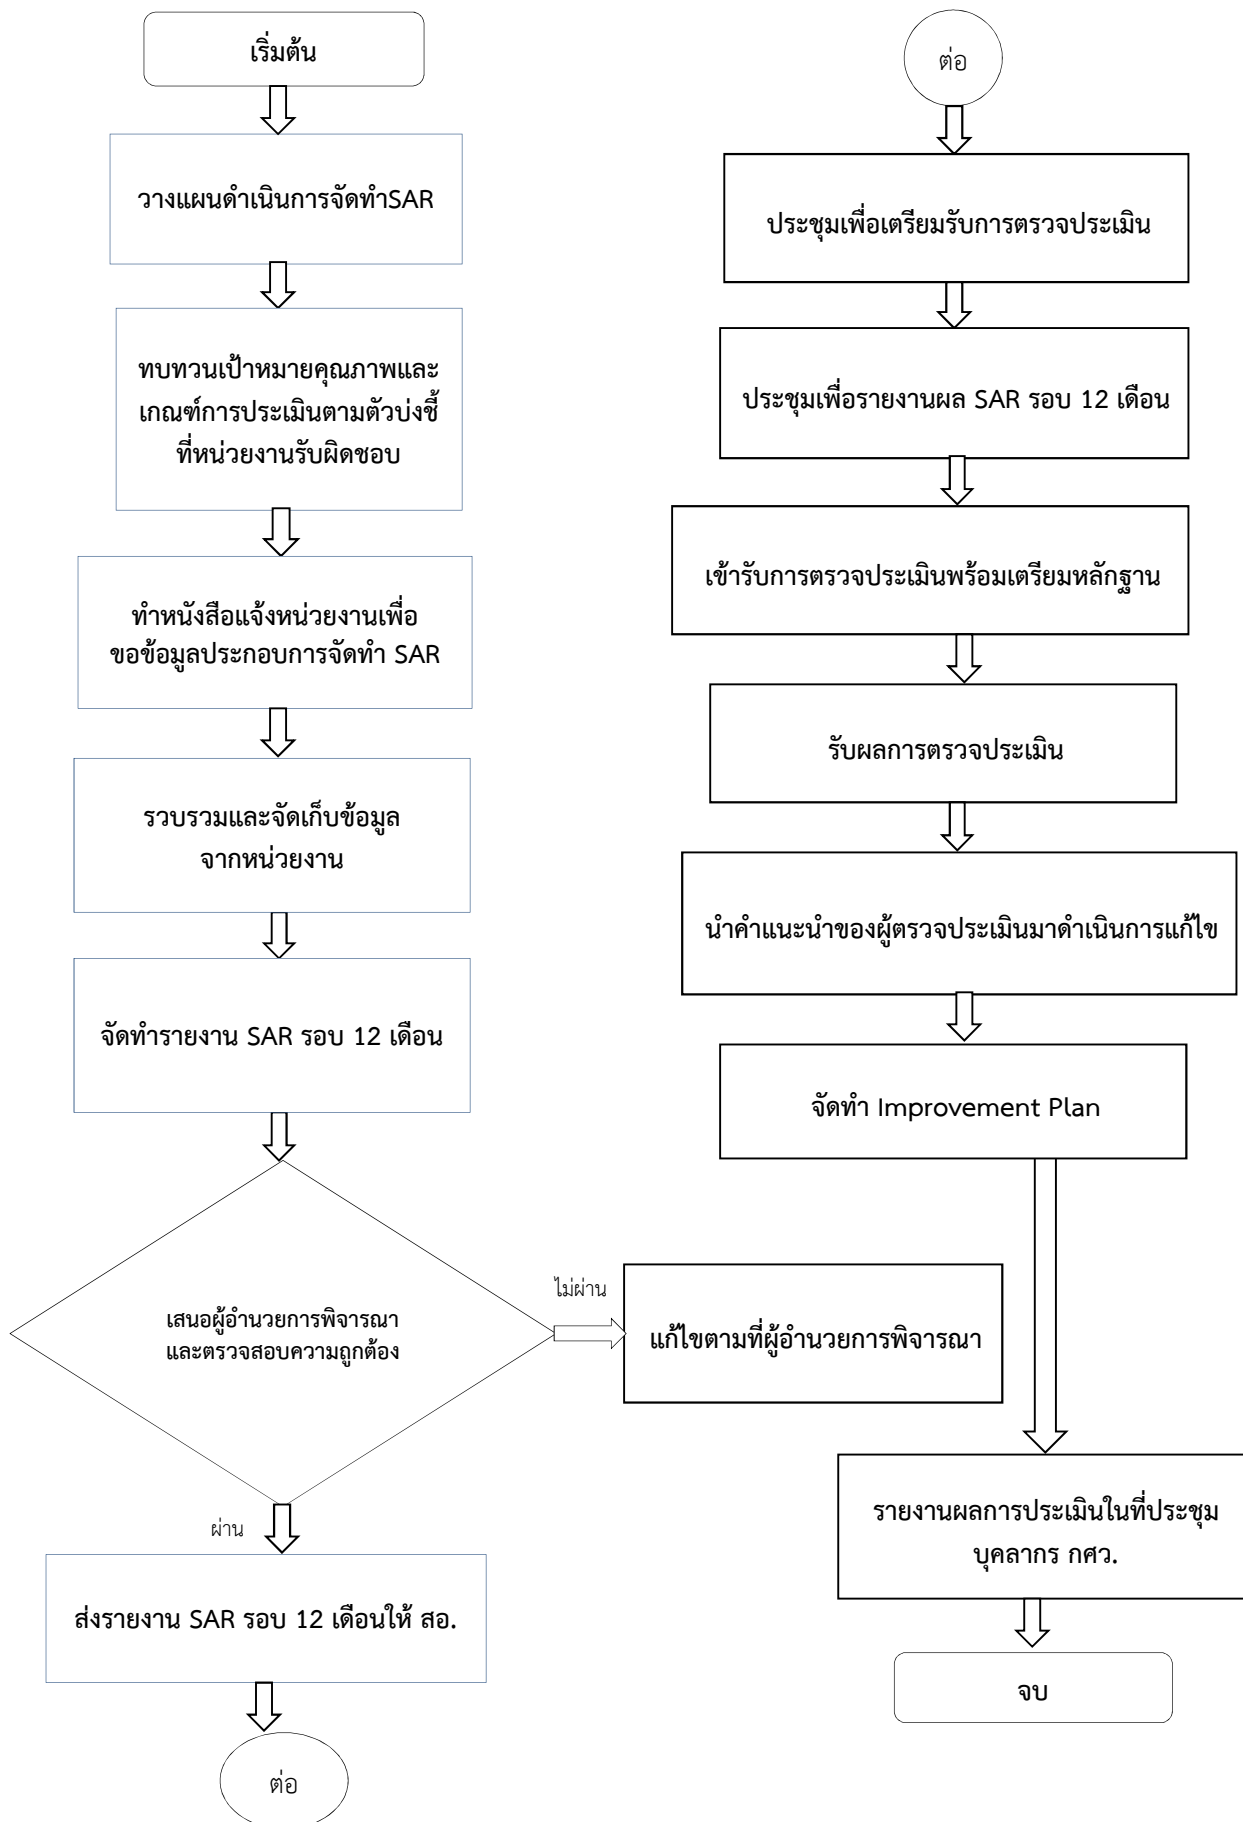 เริ่มต้น
วางแผนดำเนินการจัดทำSAR
ทบทวนเป้าหมายคุณภาพและ
เกณฑ์การประเมินตามตัวบ่งชี้
ที่หน่วยงานรับผิดชอบ
ทำหนังสือแจ้งหน่วยงานเพื่อ
ขอข้อมูลประกอบการจัดทำ SAR
รวบรวมและจัดเก็บข้อมูล
จากหน่วยงาน
จัดทำรายงาน SAR รอบ 12 เดือน
เสนอผู้อำนวยการพิจารณา
และตรวจสอบความถูกต้อง
ไม่ผ่าน
แก้ไขตามที่ผู้อำนวยการพิจารณา
ผ่าน
ส่งรายงาน SAR รอบ 12 เดือนให้ สอ.
ต่อ
ต่อ
ประชุมเพื่อเตรียมรับการตรวจประเมิน
ประชุมเพื่อรายงานผล SAR รอบ 12 เดือน
เข้ารับการตรวจประเมินพร้อมเตรียมหลักฐาน
รับผลการตรวจประเมิน
นำคำแนะนำของผู้ตรวจประเมินมาดำเนินการแก้ไข
จัดทำ Improvement Plan
รายงานผลการประเมินในที่ประชุม
บุคลากร กศว.
จบ